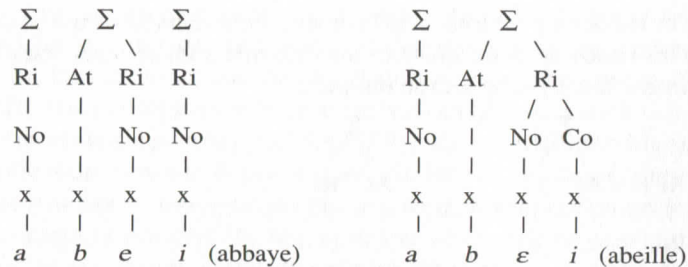 Σ Σ Σ Σ Σ
Ri At Ri Ri Ri At Ri
No No No No No Co
x x x x x x x
a b e i (abbaye) a b ε i (abeille)